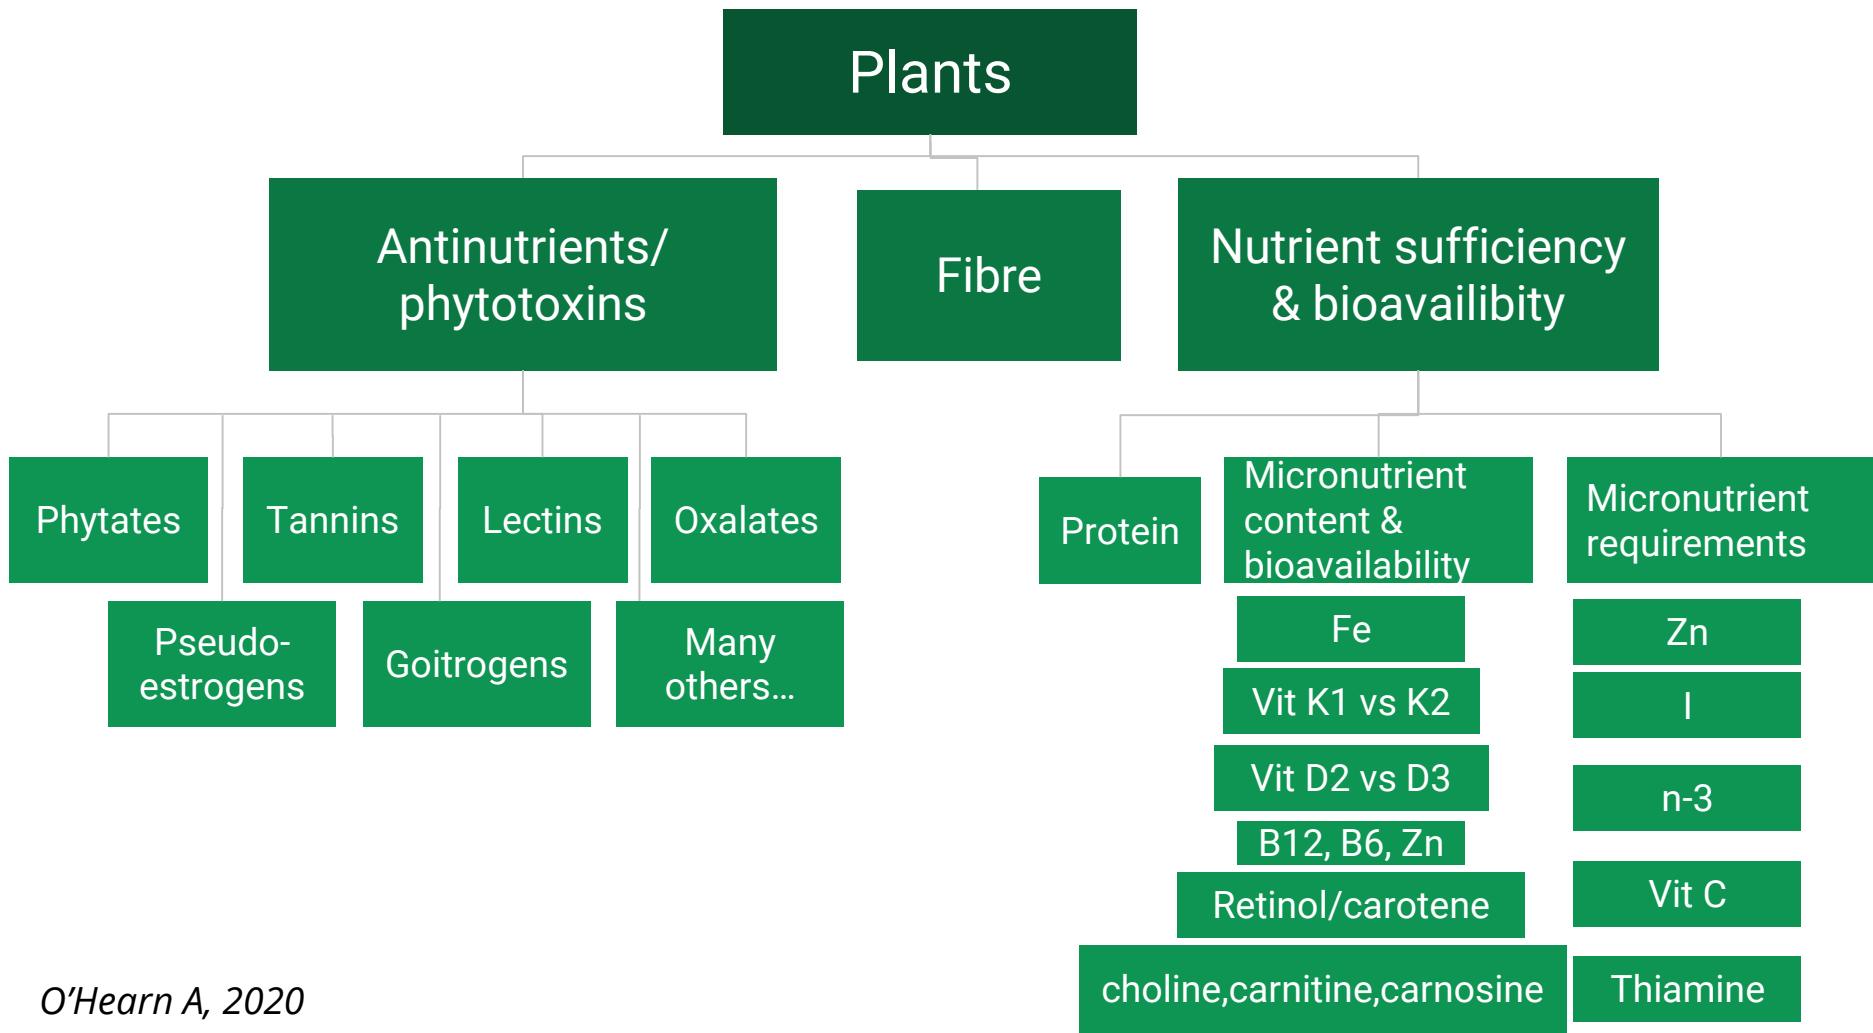 Plants
Antinutrients/
phytotoxins
Fibre
Nutrient sufficiency
& bioavailibity
Phytates
Tannins
Lectins
Oxalates
Pseudo-
estrogens
Goitrogens
Many
others…
Protein
Micronutrient
content &
bioavailability
Micronutrient
requirements
Fe
Vit K1 vs K2
Vit D2 vs D3
B12, B6, Zn
Retinol/carotene
choline,carnitine,carnosine
Zn
I
n-3
Vit C
Thiamine
O’Hearn A, 2020